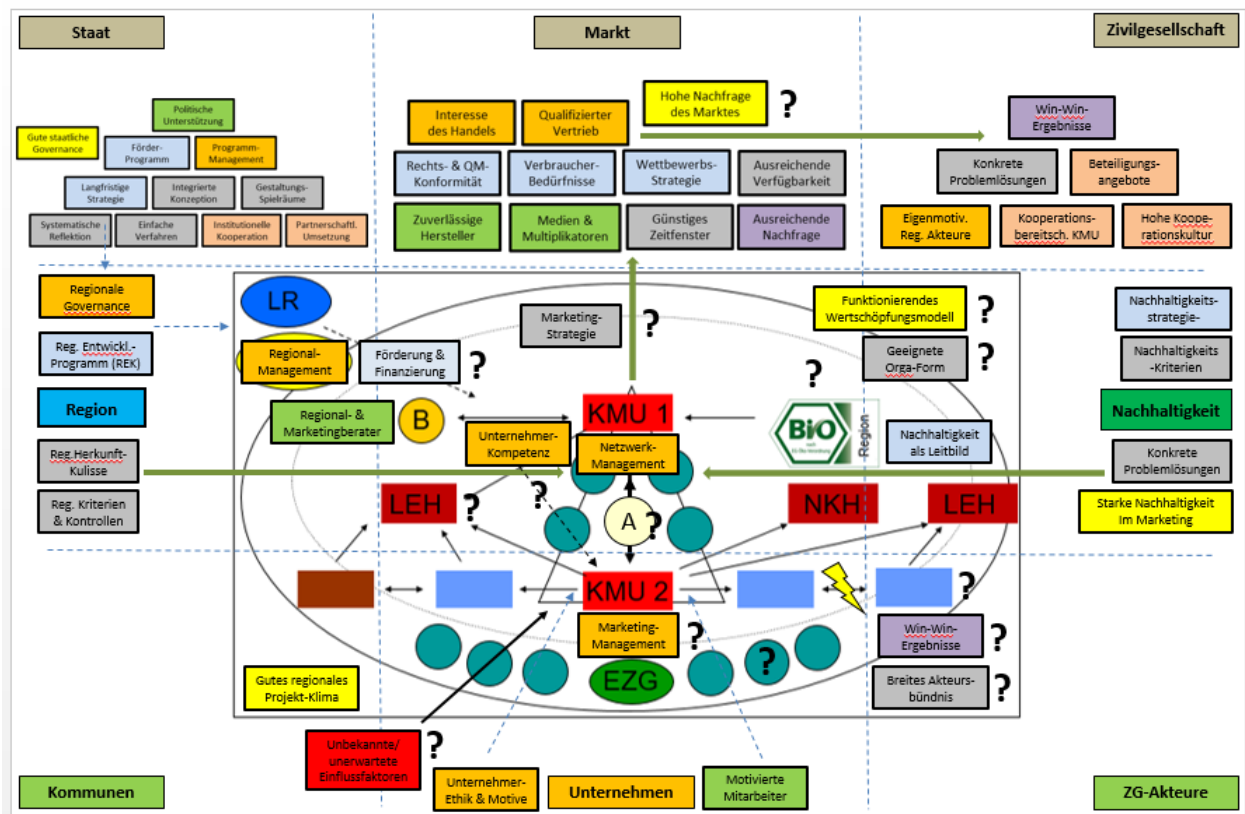 Staat
Markt
Zivilgesellschaft
Politische
Unterstützung
Gute staatliche
Governance
Förder-
Programm
Programm-
Management
Langfristige
Strategie
Integrierte
Konzeption
Gestaltungs-
Spielräume
Systematische
Reflektion
Einfache
Verfahren
Institutionelle
Kooperation
Partnerschaftl.
Umsetzung
Interesse
des Handels
Qualifizierter
Vertrieb
Hohe Nachfrage
des Marktes
?
Rechts- & QM-
Konformität
Verbraucher-
Bedürfnisse
Wettbewerbs-
Strategie
Ausreichende
Verfügbarkeit
Zuverlässige
Hersteller
Medien &
Multiplikatoren
Günstiges
Zeitfenster
Ausreichende
Nachfrage
Win-Win-
Ergebnisse
Konkrete
Problemlösungen
Beteiligungs-
angebote
Eigenmotiv.
Reg. Akteure
Kooperations-
bereitsch. KMU
Hohe Koope-
rationskultur
Regionale
Governance
Reg. Entwickl.-
Programm (REK)
Region
Reg.Herkunft-
Kulisse
Reg. Kriterien
& Kontrollen
LR
Regional-
Management
Förderung &
Finanzierung
?
Regional- &
Marketingberater
B
Marketing-
Strategie
?
Funktionierendes
Wertschöpfungsmodell
?
Geeignete
Orga-Form
?
?
KMU 1
Unternehmer-
Kompetenz
?
Netzwerk-
Management
BiO
nach
EG-Öko-Verordnung
Region
Nachhaltigkeit
als Leitbild
LEH
?
A
?
NKH
LEH
Nachhaltigkeits-
strategie-
Nachhaltigkeits
-Kriterien
Nachhaltigkeit
Konkrete
Problemlösungen
Starke Nachhaltigkeit
Im Marketing
KMU 2
?
Marketing-
Management
?
Win-Win-
Ergebnisse
?
EZG
?
Breites Akteurs-
bündnis
?
Gutes regionales
Projekt-Klima
Unbekannte/
unerwartete
Einflussfaktoren
?
Unternehmer-
Ethik & Motive
Unternehmen
Motivierte
Mitarbeiter
Kommunen
ZG-Akteure